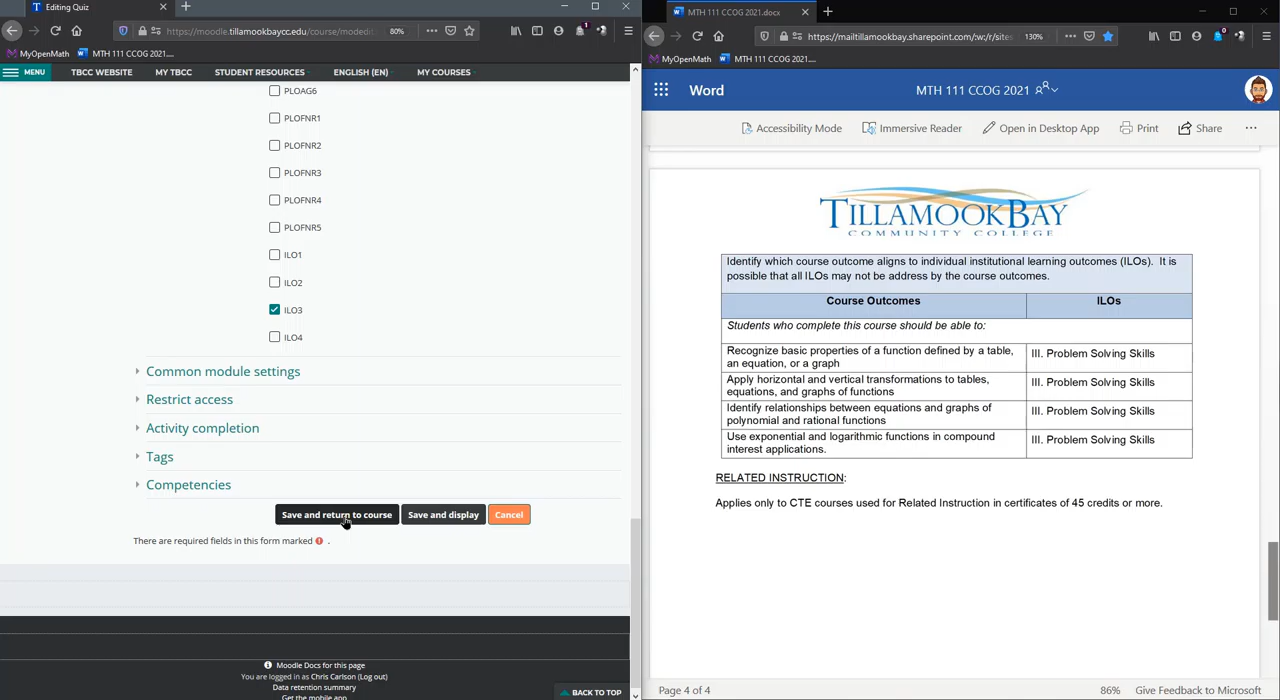 Editing Quiz
https://moodle.tillamookbaycc.edu/course/modedi
80%
1
MyOpenMath
MTH 111 CCOG 2021....
MENU
TBCC WEBSITE
MY TBCC
STUDENT RESOURCES
ENGLISH (EN)
MY COURSES
PLOAG6
PLOFNR1
PLOFNR2
PLOFNR3
PLOFNR4
PLOFNR5
ILO1
ILO2
ILO3
ILO4
Common module settings
Restrict access
Activity completion
Tags
Competencies
Save and return to course
Save and display
Cancel
There are required fields in this form marked .
Moodle Docs for this page
You are logged in as Chris Carlson (Log out)
Data retention summary
Get the mobile app
BACK TO TOP
MTH 111 CCOG 2021.docx
https://mailtillamookbay.sharepoint.com/:w:/r/sites
130%
0
MyOpenMath
MTH 111 CCOG 2021....
Word
MTH 111 CCOG 2021
Accessibility Mode
Immersive Reader
Open in Desktop App
Print
Share
TILLAMOOKBAY
COMMUNITY COLLEGE
Identify which course outcome aligns to individual institutional learning outcomes (ILOs). It is
possible that all ILOs may not be address by the course outcomes.
Course Outcomes
ILOs
Students who complete this course should be able to:
Recognize basic properties of a function defined by a table,
an equation, or a graph
III. Problem Solving Skills
Apply horizontal and vertical transformations to tables,
equations, and graphs of functions
III. Problem Solving Skills
Identify relationships between equations and graphs of
polynomial and rational functions
III. Problem Solving Skills
Use exponential and logarithmic functions in compound
interest applications.
III. Problem Solving Skills
RELATED INSTRUCTION:
Applies only to CTE courses used for Related Instruction in certificates of 45 credits or more.
Page 4 of 4
86%
Give Feedback to Microsoft